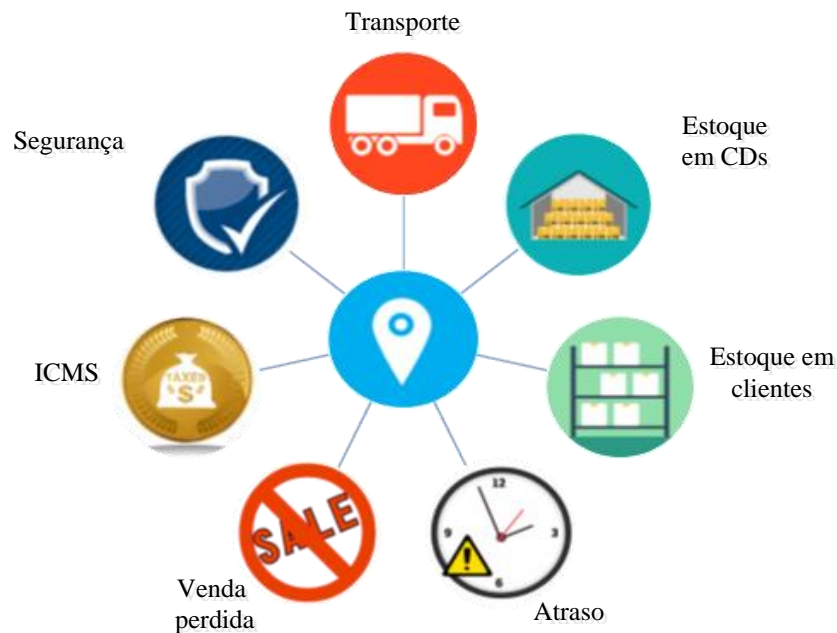 Transporte
Segurança
Estoque
em CDs
ICMS
TAXES
$
Estoque em
clientes
SALE
12
9
3
6
Venda
perdida
Atraso